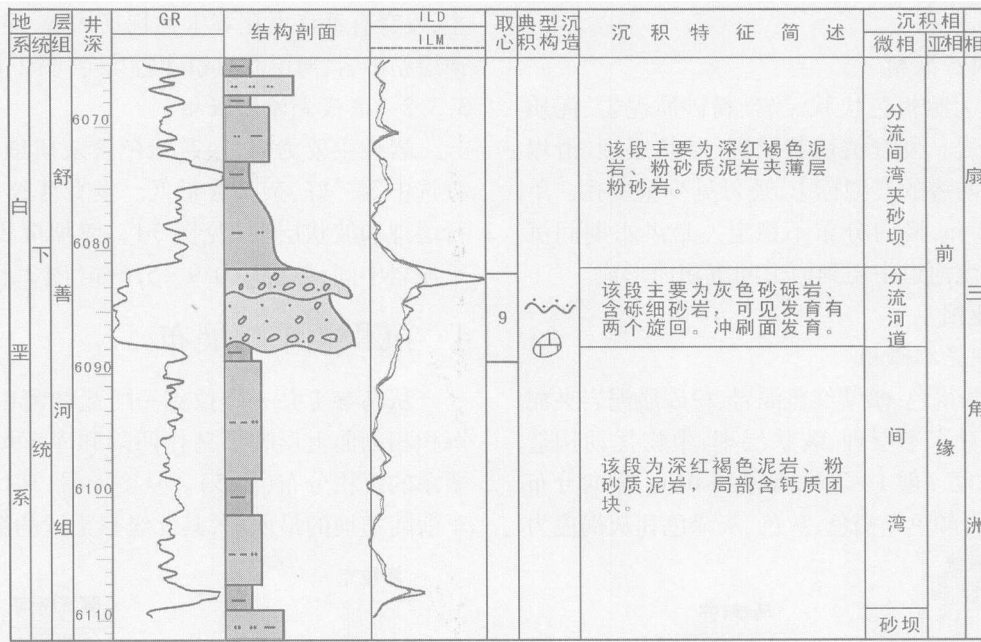 地 层
系 统 组
井深
GR
结构剖面
ILD
ILM
取心
典型沉积构造
沉 积 特 征 简 述
沉积相
微相 亚相 相
6070
6080
6090
6100
6110
白垩系
下统
舒善河组
9
该段主要为深红褐色泥
岩、粉砂质泥岩夹薄层
粉砂岩。
该段主要为灰色砂砾岩
含砾细砂岩，可见发育有
两个旋回。冲刷面发育。
该段为深红褐色泥岩、粉
砂质泥岩，局部含钙质团
块。
分流间湾夹砂坝
分流河道
间湾
砂坝
前缘
扇三角洲